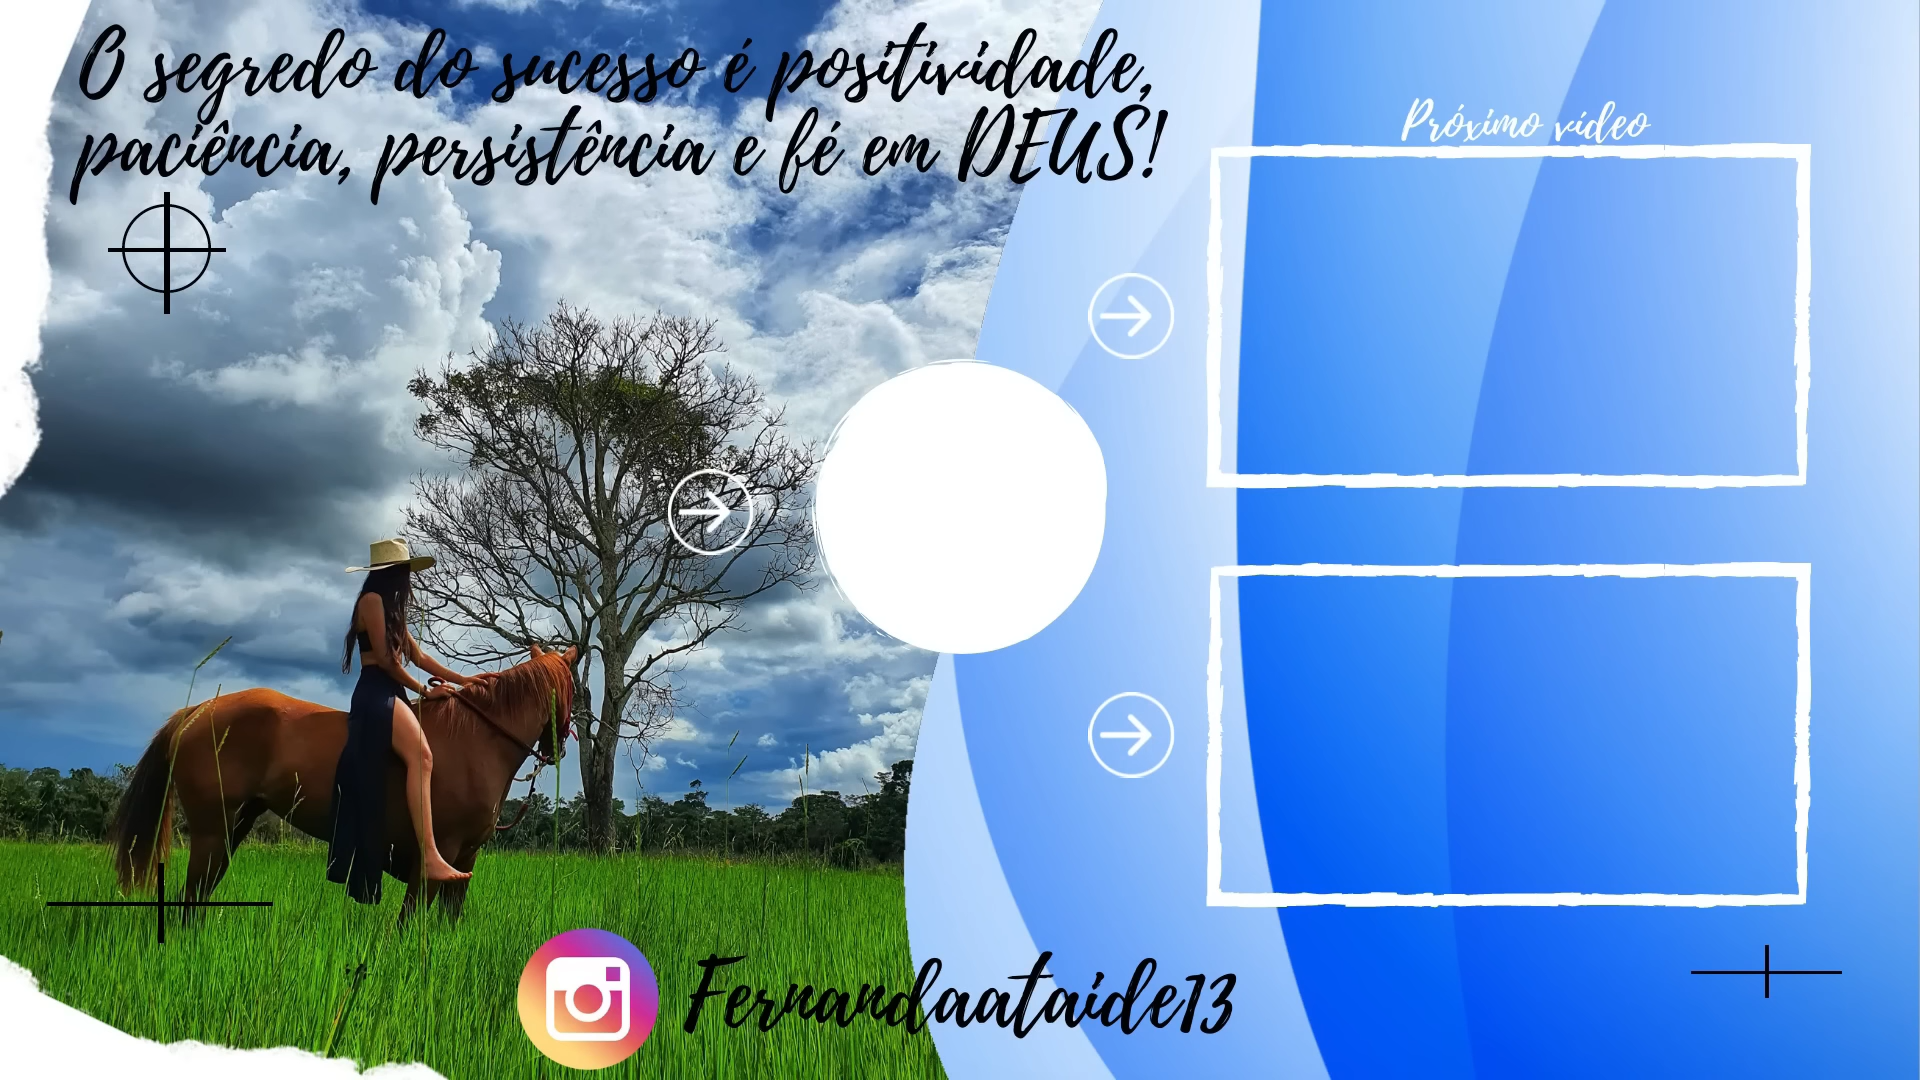 O segredo do sucesso é positividade,
paciência, persistência e fé em DEUS!
Próximo vídeo
Fernandaataide13